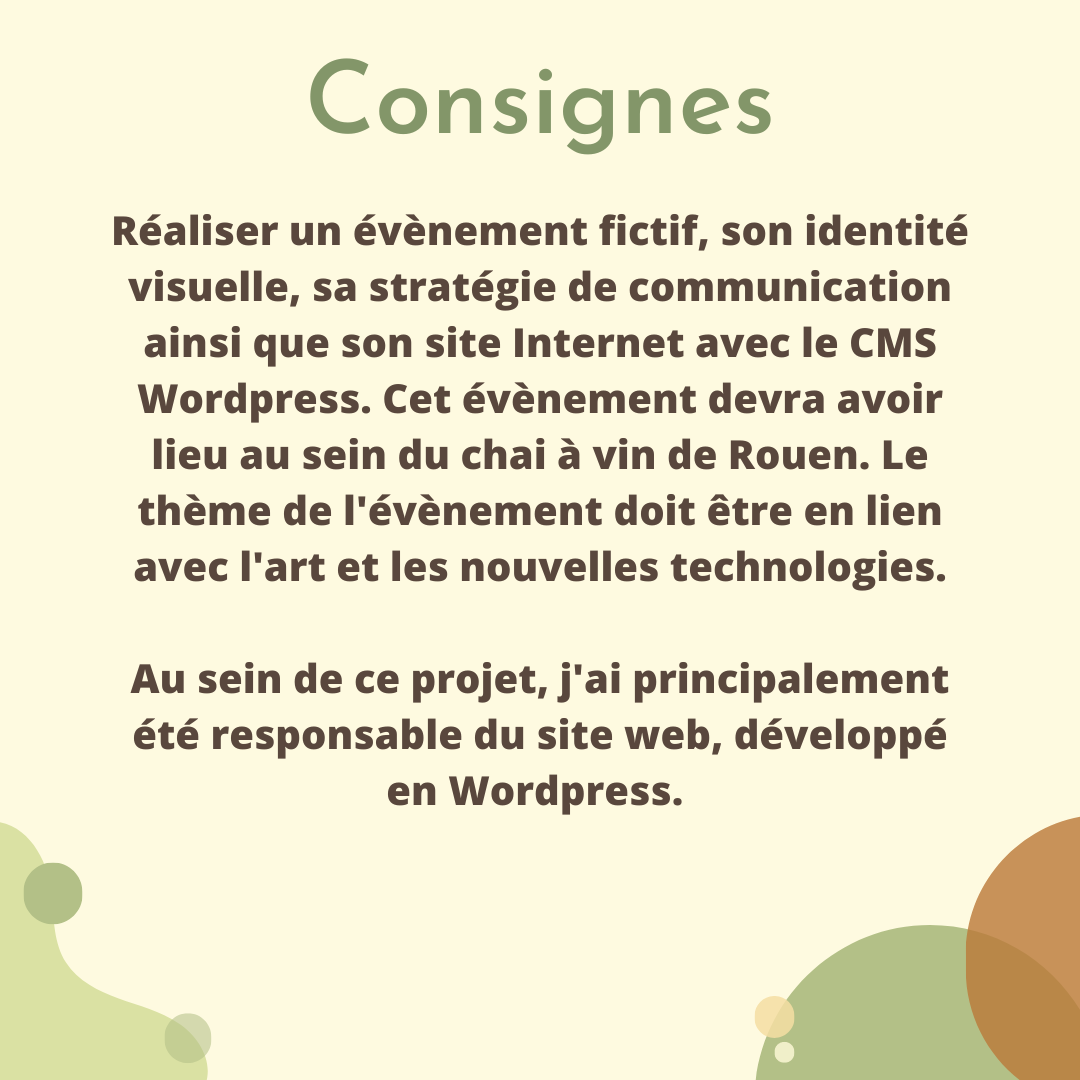 Consignes
Réaliser un évènement fictif, son identité
visuelle, sa stratégie de communication
ainsi que son site Internet avec le CMS
Wordpress. Cet évènement devra avoir
lieu au sein du chai à vin de Rouen. Le
thème de l'évènement doit être en lien
avec l'art et les nouvelles technologies.
Au sein de ce projet, j'ai principalement
été responsable du site web, développé
en Wordpress.